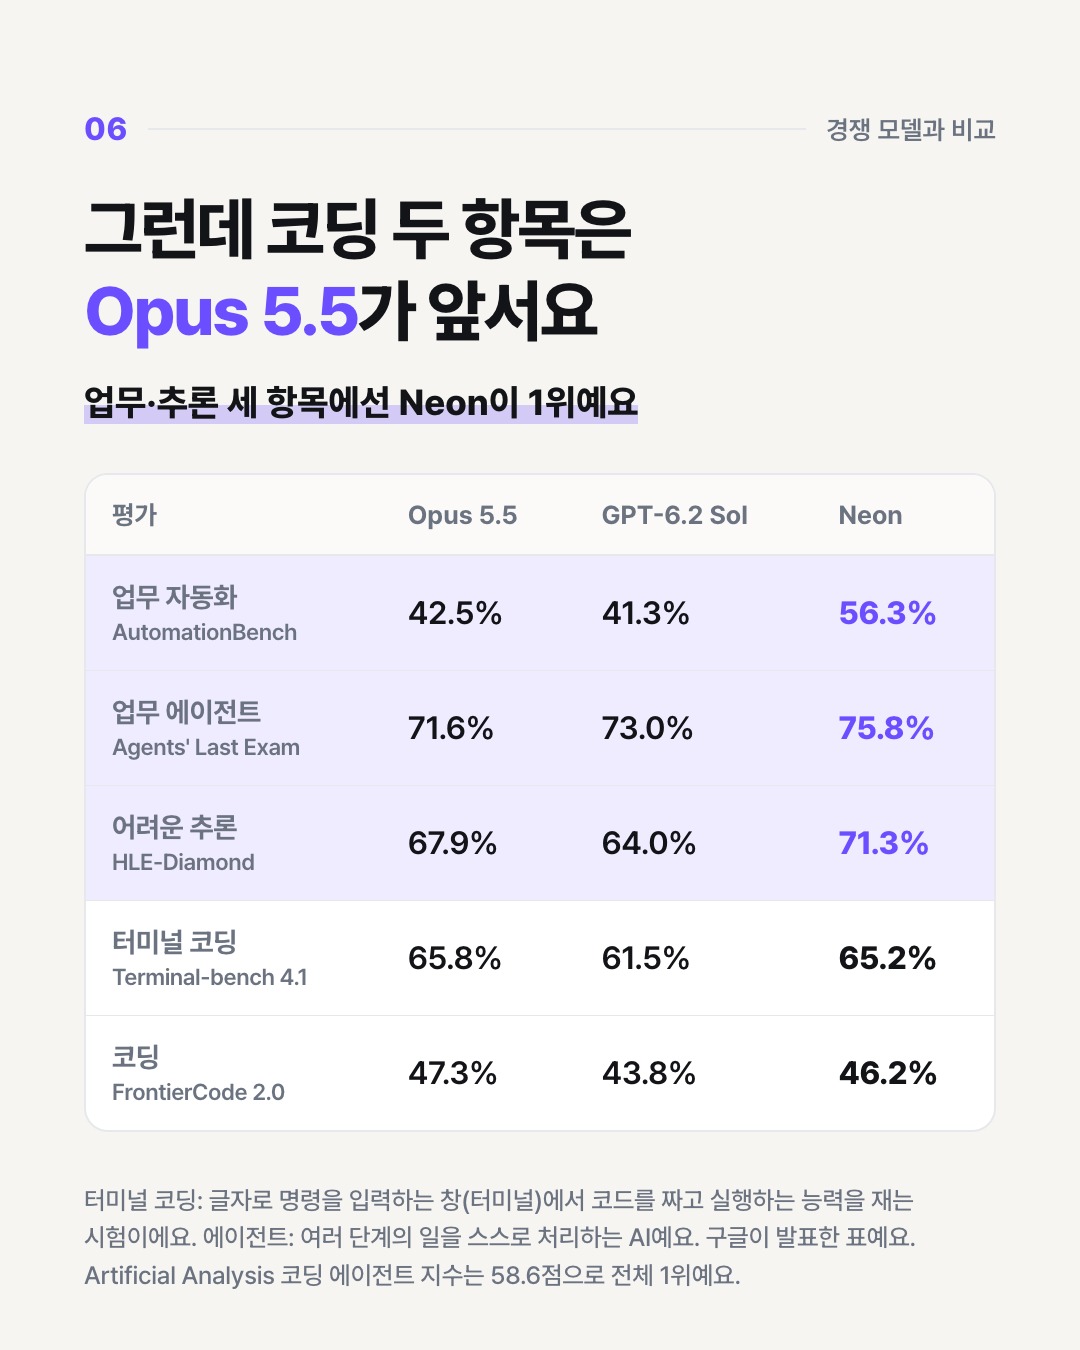 06
경쟁 모델과 비교
그런데 코딩 두 항목은
Opus 5.5가 앞서요
업무·추론 세 항목에선 Neon이 1위예요
평가 Opus 5.5 GPT-6.2 Sol Neon
업무 자동화
AutomationBench
42.5% 41.3% 56.3%
업무 에이전트
Agents' Last Exam
71.6% 73.0% 75.8%
어려운 추론
HLE-Diamond
67.9% 64.0% 71.3%
터미널 코딩
Terminal-bench 4.1
65.8% 61.5% 65.2%
코딩
FrontierCode 2.0
47.3% 43.8% 46.2%
터미널 코딩: 글자로 명령을 입력하는 창(터미널)에서 코드를 짜고 실행하는 능력을 재는
시험이에요. 에이전트: 여러 단계의 일을 스스로 처리하는 AI예요. 구글이 발표한 표예요.
Artificial Analysis 코딩 에이전트 지수는 58.6점으로 전체 1위예요.